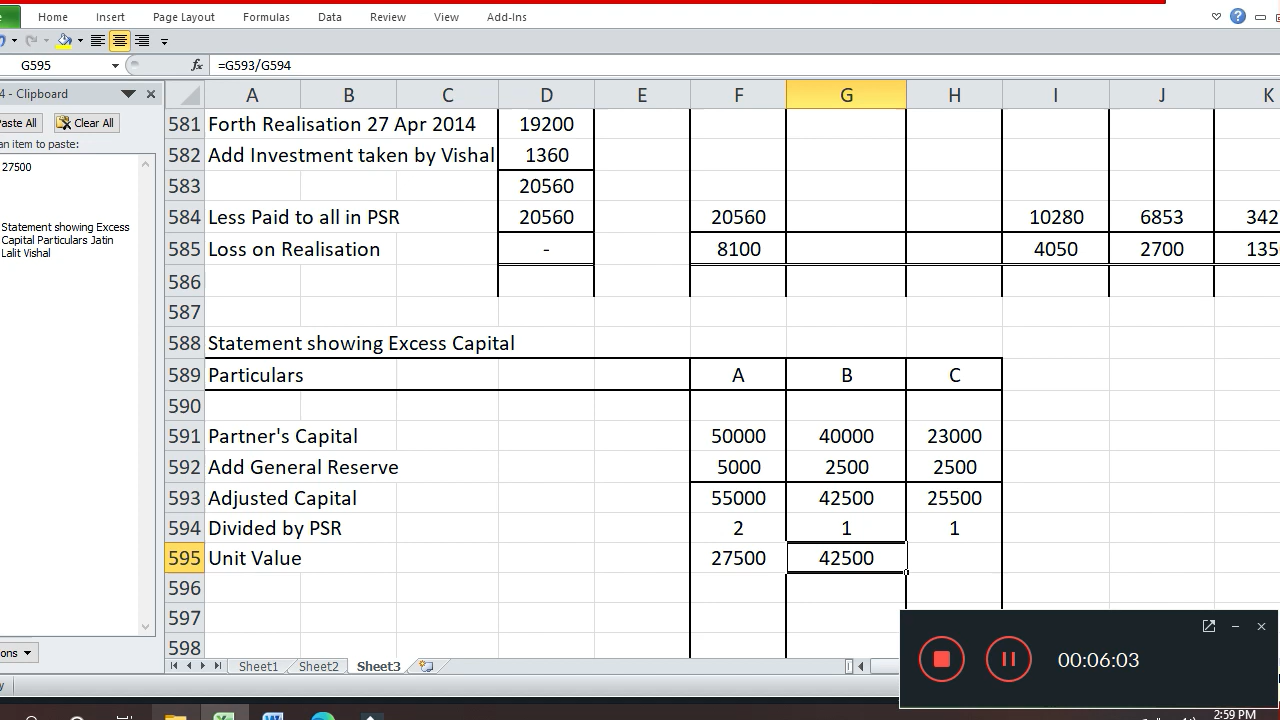 Home Insert Page Layout Formulas Data Review View Add-Ins
G595 fx =G593/G594
4 - Clipboard
A B C D E F G H I J K
Paste All Clear All
an item to paste:
27500
Statement showing Excess
Capital Particulars Jatin
Lalit Vishal
581 Forth Realisation 27 Apr 2014 19200
582 Add Investment taken by Vishal 1360
583 20560
584 Less Paid to all in PSR 20560 20560 10280 6853 342
585 Loss on Realisation - 8100 4050 2700 135
586
587
588 Statement showing Excess Capital
589 Particulars A B C
590
591 Partner's Capital 50000 40000 23000
592 Add General Reserve 5000 2500 2500
593 Adjusted Capital 55000 42500 25500
594 Divided by PSR 2 1 1
595 Unit Value 27500 42500
596
597
598
ons
Sheet1 Sheet2 Sheet3
00:06:03
2:59 PM